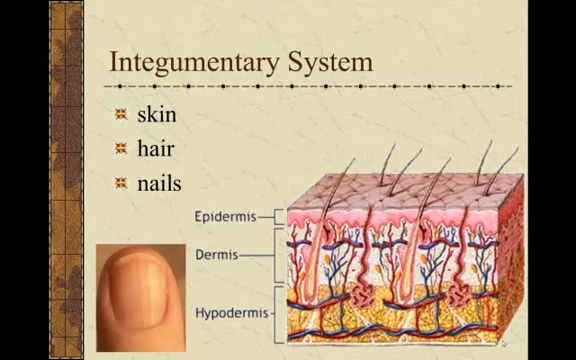 Integumentary System
skin
hair
nails
Epidermis
Dermis
Hypodermis